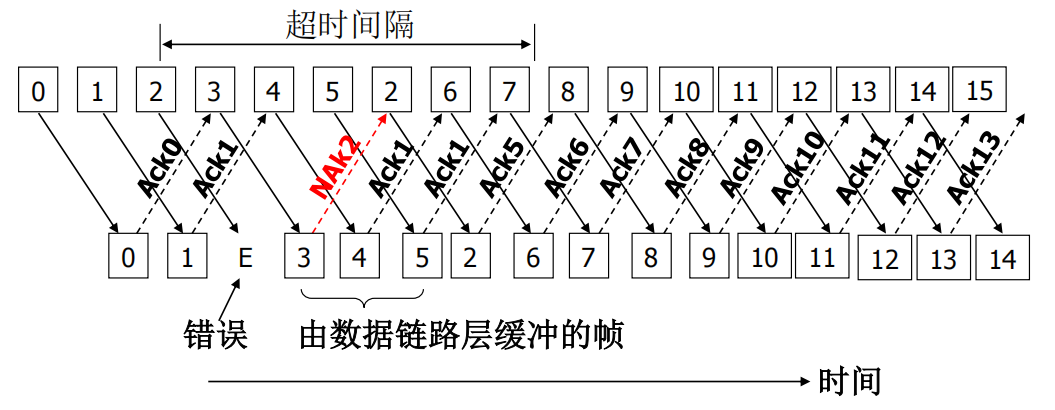 超时间隔
0 1 2 3 4 5 2 6 7 8 9 10 11 12 13 14 15
Ack0 Ack1 NAk2 Ack1 Ack1 Ack5 Ack6 Ack7 Ack8 Ack9 Ack10 Ack11 Ack12 Ack13
0 1 E 3 4 5 2 6 7 8 9 10 11 12 13 14
错误 由数据链路层缓冲的帧
时间